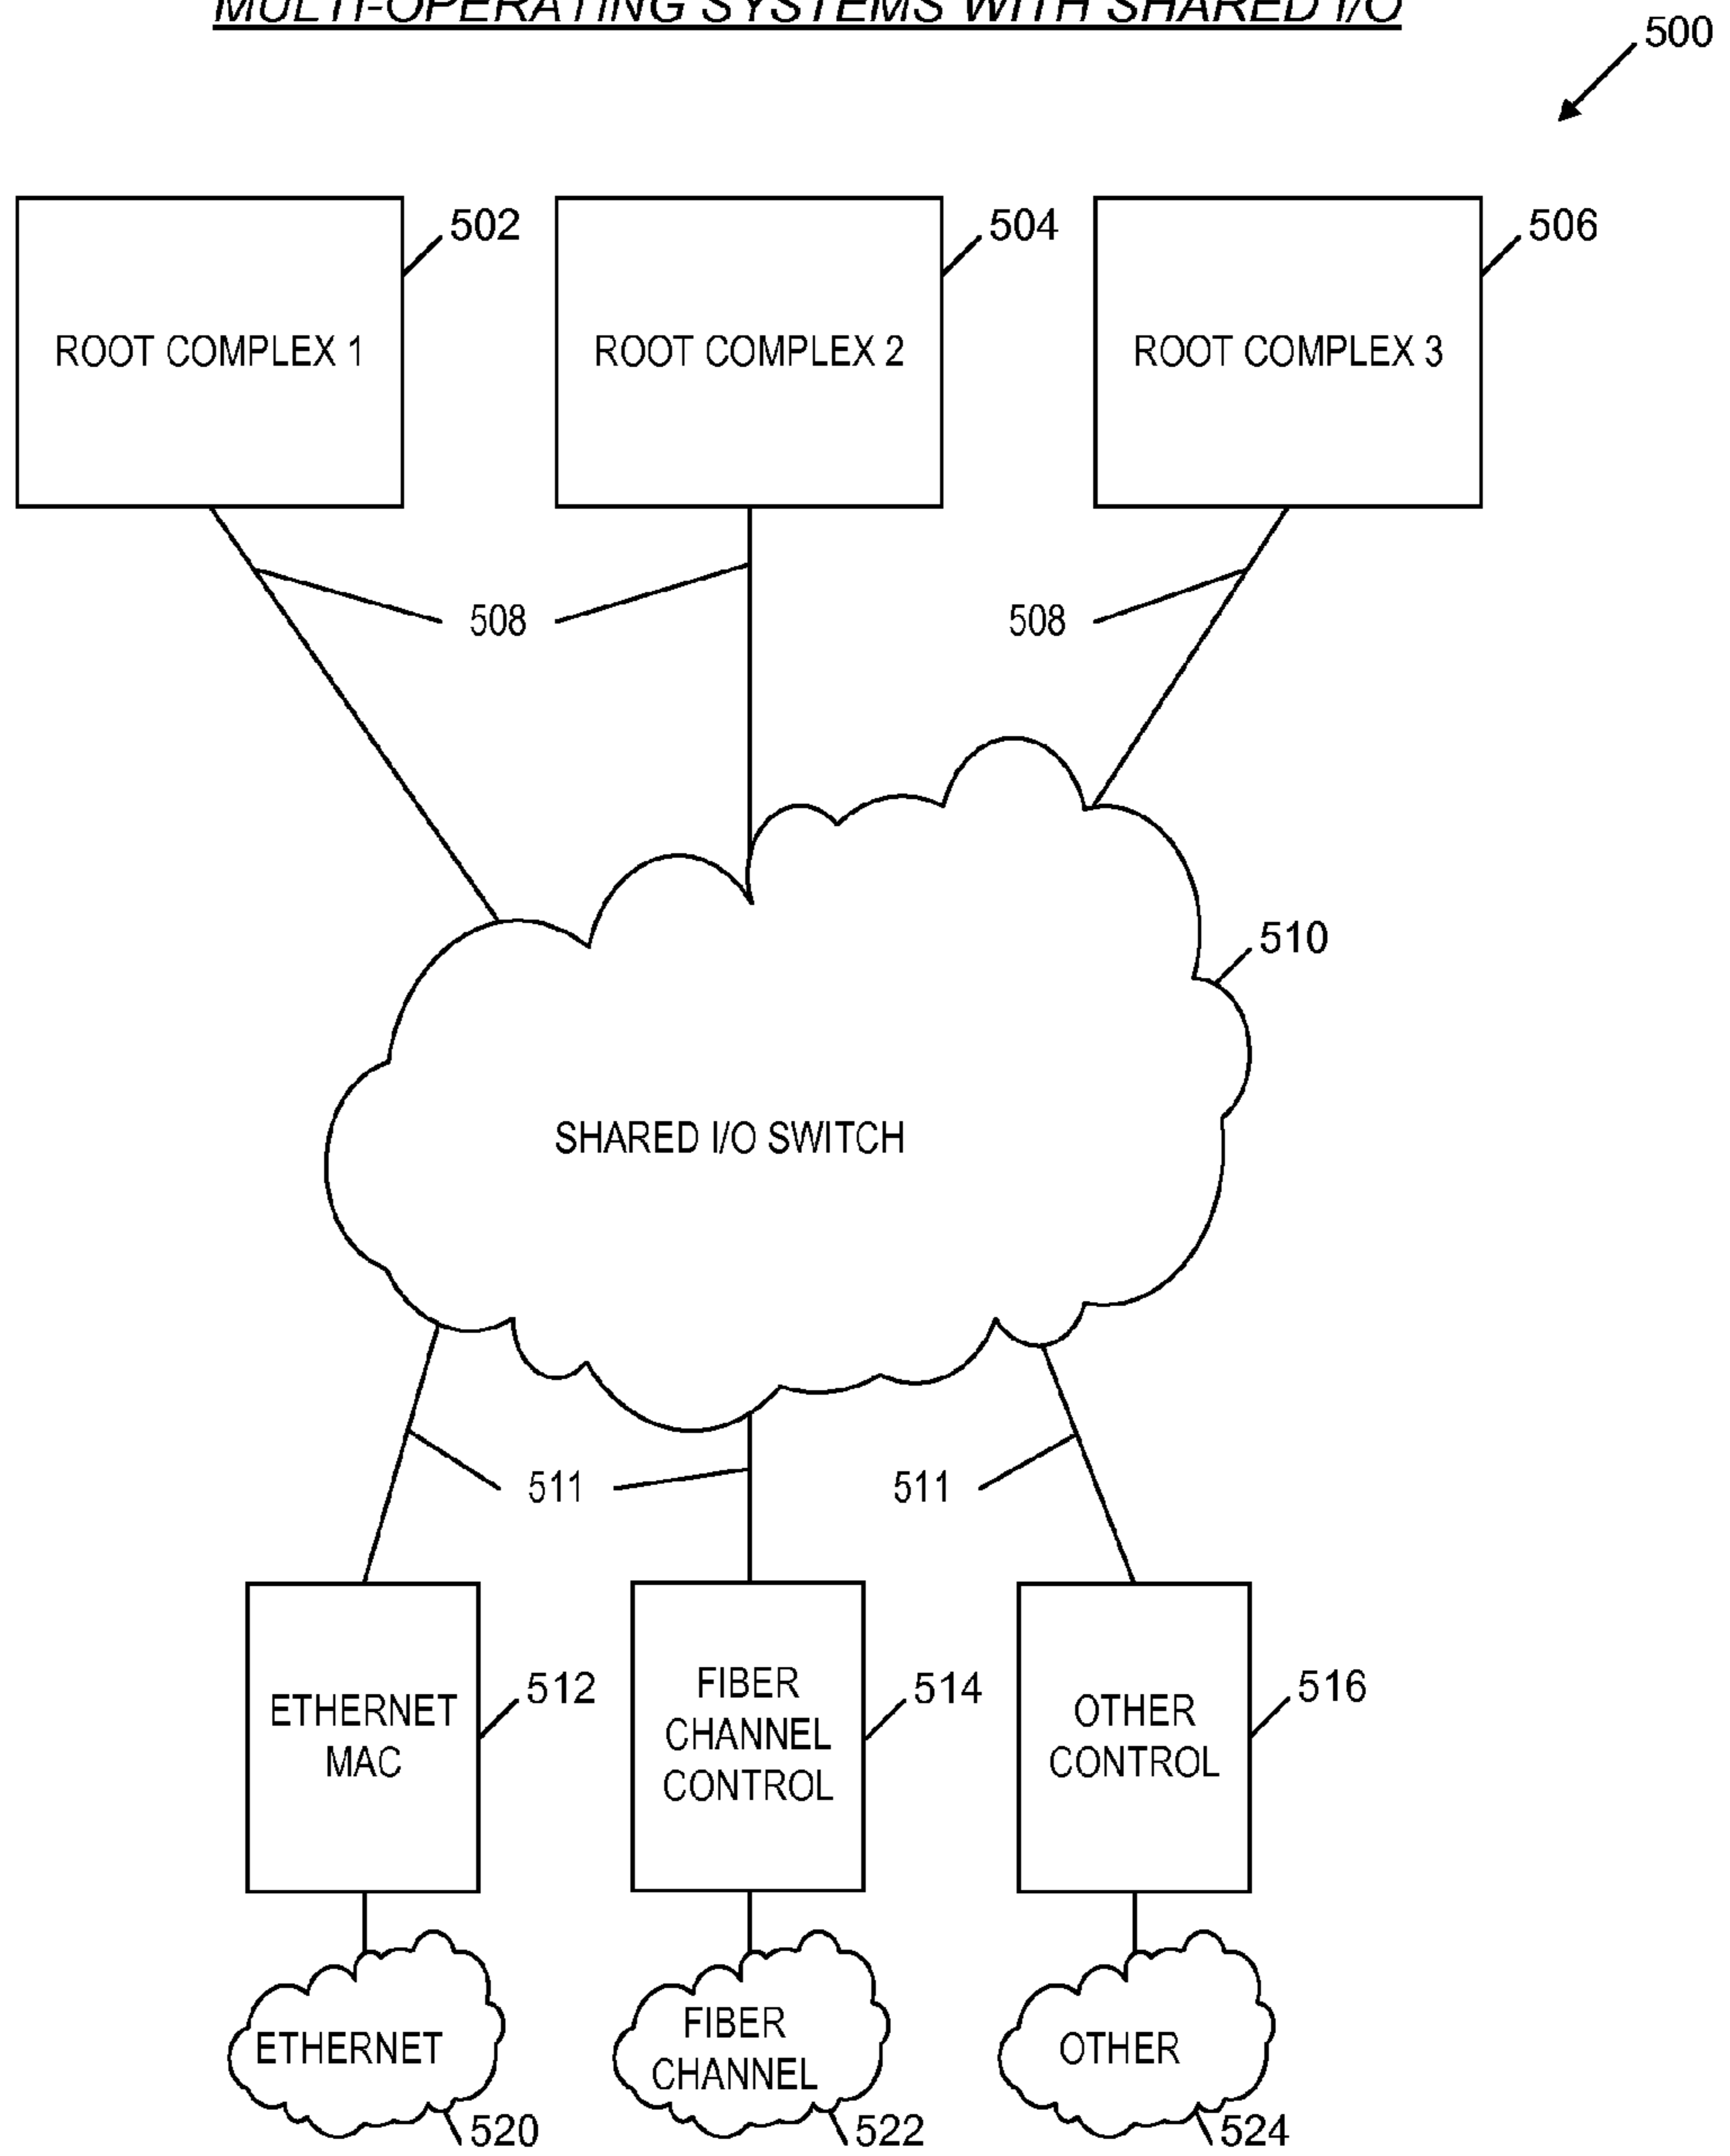 MULTI-OPERATING SYSTEMS WITH SHARED I/O
500
502
504
506
ROOT COMPLEX 1
ROOT COMPLEX 2
ROOT COMPLEX 3
508
508
510
SHARED I/O SWITCH
511
511
512
514
516
ETHERNET
MAC
FIBER
CHANNEL
CONTROL
OTHER
CONTROL
ETHERNET
FIBER
CHANNEL
OTHER
520
522
524